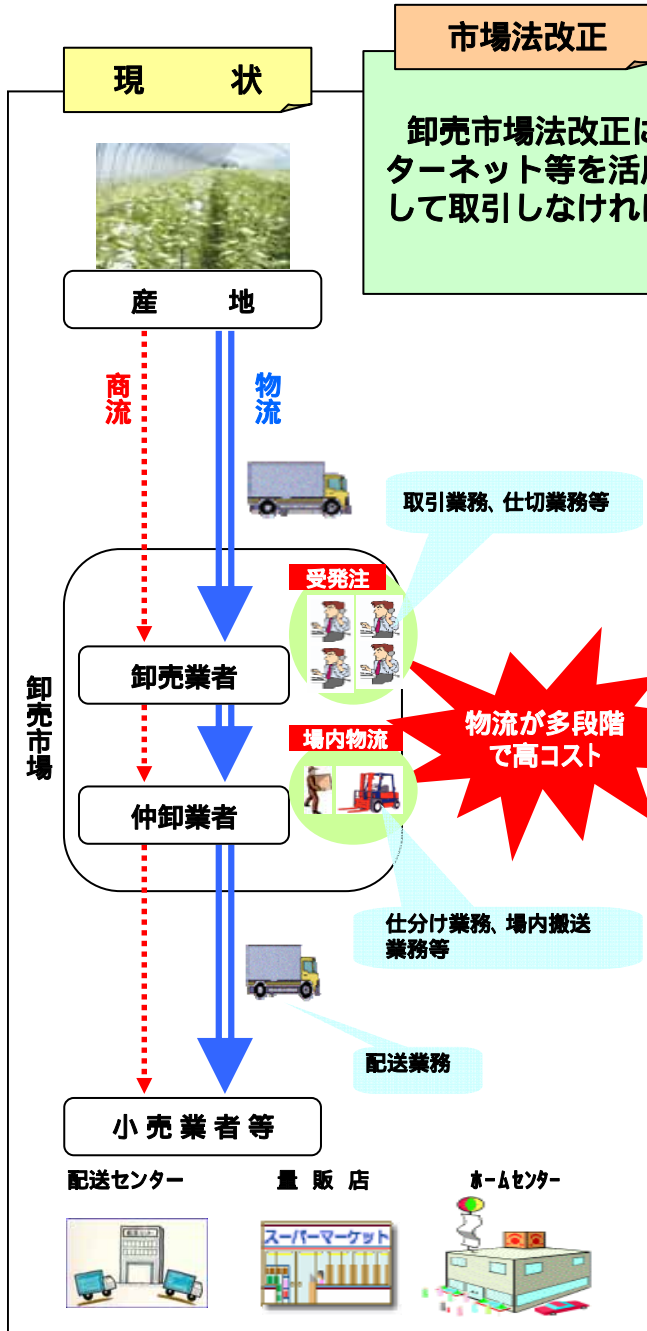 市場法改正
現 状
卸売市場法改正に
ターネット等を活用
して取引しなければ
産 地
商流
物流
取引業務、仕切業務等
受発注
卸売業者
卸売市場
場内物流
物流が多段階
で高コスト
仲卸業者
仕分け業務、場内搬送
業務等
配送業務
小売業者等
配送センター
量販店
ホームセンター
スーパーマーケット